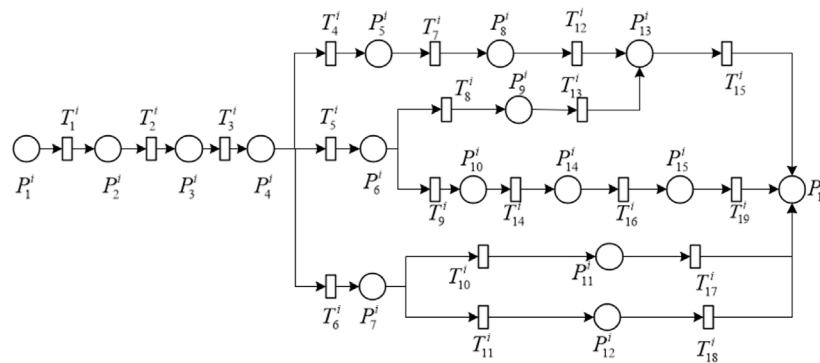 T_4^i P_5^i T_7^i P_8^i T_12^i P_13^i
T_15^i
T_8^i P_9^i T_13^i
T_1^i T_2^i T_3^i T_5^i
P_1^i P_2^i P_3^i P_4^i P_6^i
P_10^i P_14^i P_15^i
T_9^i T_14^i T_16^i T_19^i P_1
T_10^i P_11^i T_17^i
T_6^i P_7^i
T_11^i P_12^i T_18^i